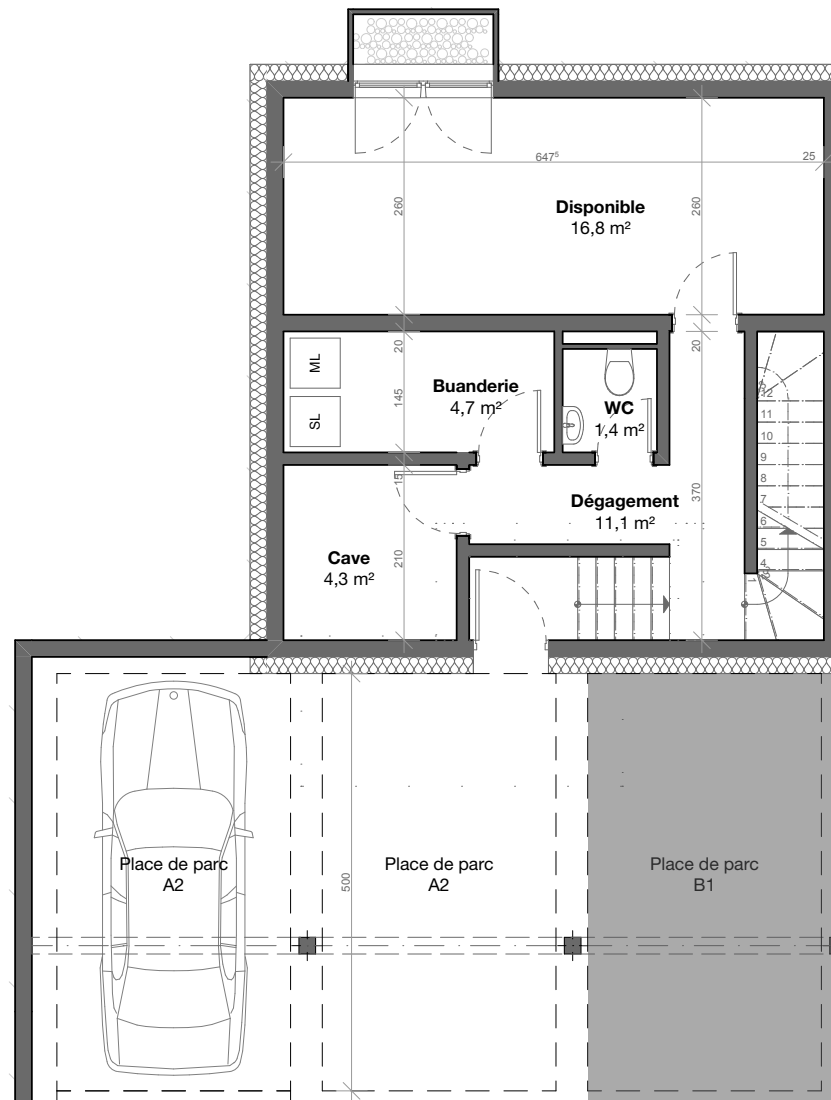 647⁵
25
260
260
Disponible
16,8 m²
20
20
ML
SL
Buanderie
4,7 m²
WC
1,4 m²
145
12
11
10
9
8
7
6
5
4
15
370
Dégagement
11,1 m²
Cave
4,3 m²
210
Place de parc
A2
Place de parc
A2
Place de parc
B1
500